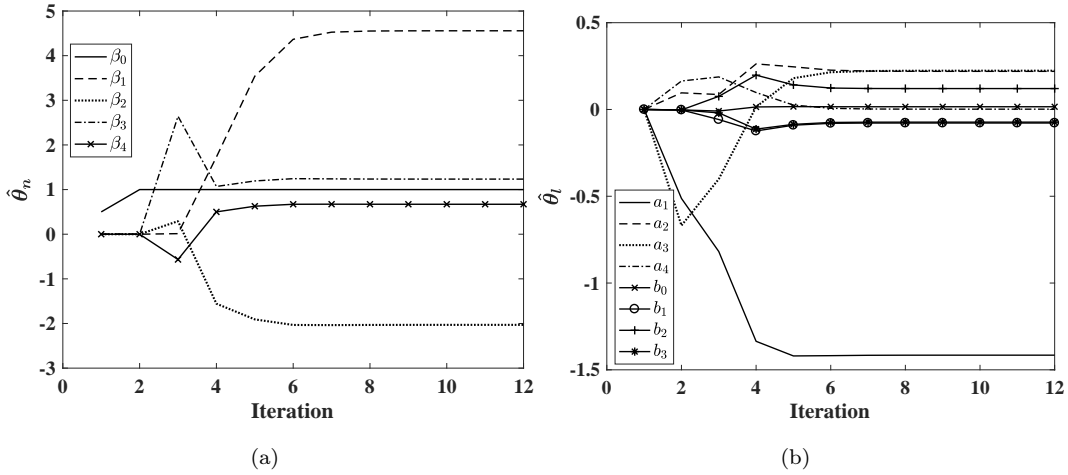 5
4
3
2
1
0
-1
-2
-3
θ̂ₙ
β₀
β₁
β₂
β₃
β₄
0 2 4 6 8 10 12
Iteration
(a)
0.5
0
-0.5
-1
-1.5
θ̂ₗ
a₁
a₂
a₃
a₄
b₀
b₁
b₂
b₃
0 2 4 6 8 10 12
Iteration
(b)